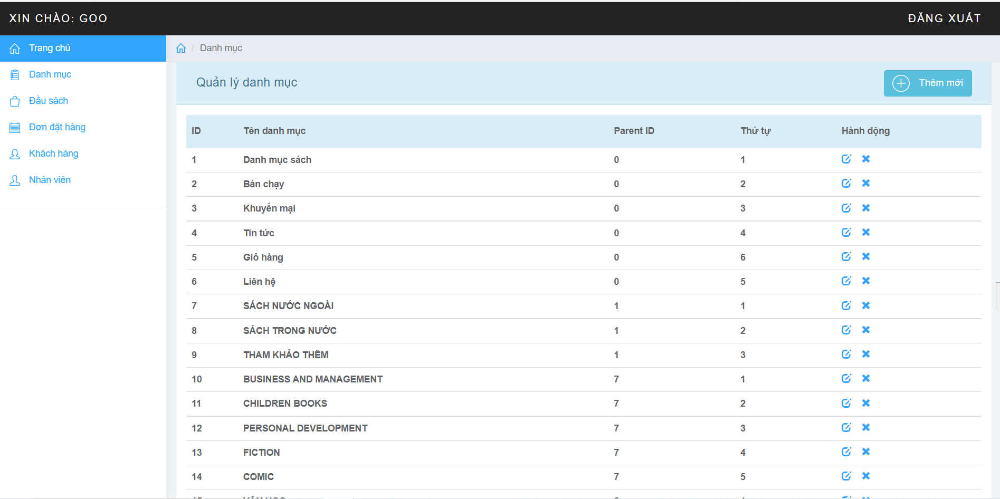 XIN CHÀO: GOO
ĐĂNG XUẤT
Trang chủ
Danh mục
Đầu sách
Đơn đặt hàng
Khách hàng
Nhân viên
/ Danh mục
Quản lý danh mục
Thêm mới
ID Tên danh mục Parent ID Thứ tự Hành động
1 Danh mục sách 0 1
2 Bán chạy 0 2
3 Khuyến mại 0 3
4 Tin tức 0 4
5 Giỏ hàng 0 6
6 Liên hệ 0 5
7 SÁCH NƯỚC NGOÀI 1 1
8 SÁCH TRONG NƯỚC 1 2
9 THAM KHẢO THÊM 1 3
10 BUSINESS AND MANAGEMENT 7 1
11 CHILDREN BOOKS 7 2
12 PERSONAL DEVELOPMENT 7 3
13 FICTION 7 4
14 COMIC 7 5